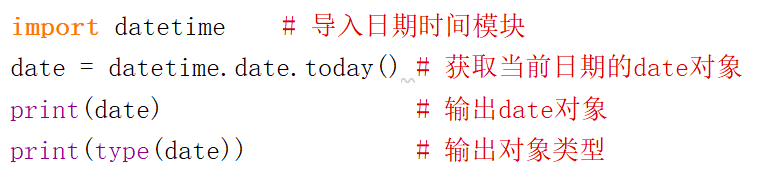 import datetime    # 导入日期时间模块
date = datetime.date.today() # 获取当前日期的date对象
print(date)                  # 输出date对象
print(type(date))            # 输出对象类型